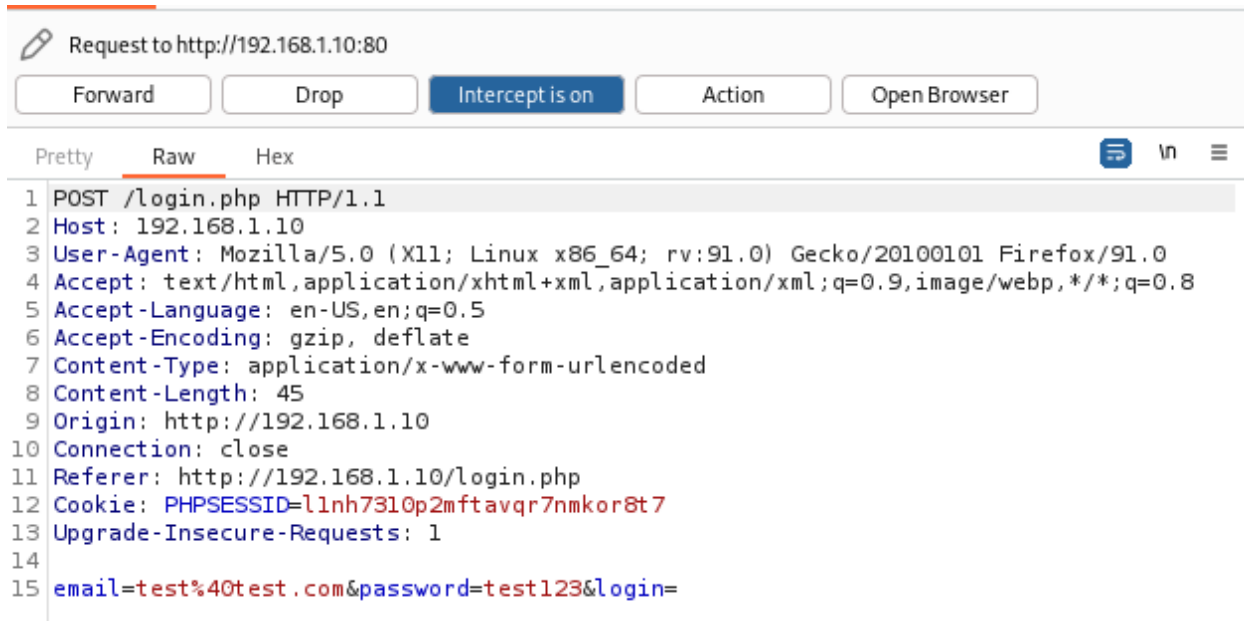 Request to http://192.168.1.10:80
Forward Drop Intercept is on Action Open Browser
Pretty Raw Hex \n
1 POST /login.php HTTP/1.1
2 Host: 192.168.1.10
3 User-Agent: Mozilla/5.0 (X11; Linux x86_64; rv:91.0) Gecko/20100101 Firefox/91.0
4 Accept: text/html,application/xhtml+xml,application/xml;q=0.9,image/webp,*/*;q=0.8
5 Accept-Language: en-US,en;q=0.5
6 Accept-Encoding: gzip, deflate
7 Content-Type: application/x-www-form-urlencoded
8 Content-Length: 45
9 Origin: http://192.168.1.10
10 Connection: close
11 Referer: http://192.168.1.10/login.php
12 Cookie: PHPSESSID=l1nh73l0p2mftavqr7nmkor8t7
13 Upgrade-Insecure-Requests: 1
14
15 email=test%40test.com&password=test123&login=